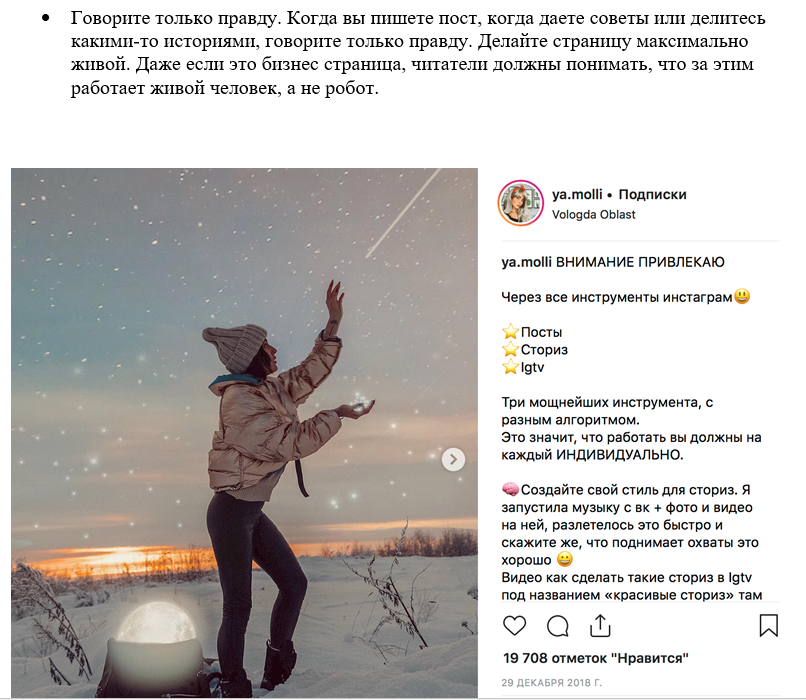 • Говорите только правду. Когда вы пишете пост, когда даете советы или делитесь
какими-то историями, говорите только правду. Делайте страницу максимально
живой. Даже если это бизнес страница, читатели должны понимать, что за этим
работает живой человек, а не робот.
ya.molli • Подписки
Vologda Oblast
ya.molli ВНИМАНИЕ ПРИВЛЕКАЮ
Через все инструменты инстаграм😃
⭐Посты
⭐Сториз
⭐Igtv
Три мощнейших инструмента, с
разным алгоритмом.
Это значит, что работать вы должны на
каждый ИНДИВИДУАЛЬНО.
🧠Создайте свой стиль для сториз. Я
запустила музыку с вк + фото и видео
на ней, разлетелось это быстро и
скажите же, что поднимает охваты это
хорошо 😄
Видео как сделать такие сториз в Igtv
под названием «красивые сториз» там
19 708 отметок "Нравится"
29 ДЕКАБРЯ 2018 Г.